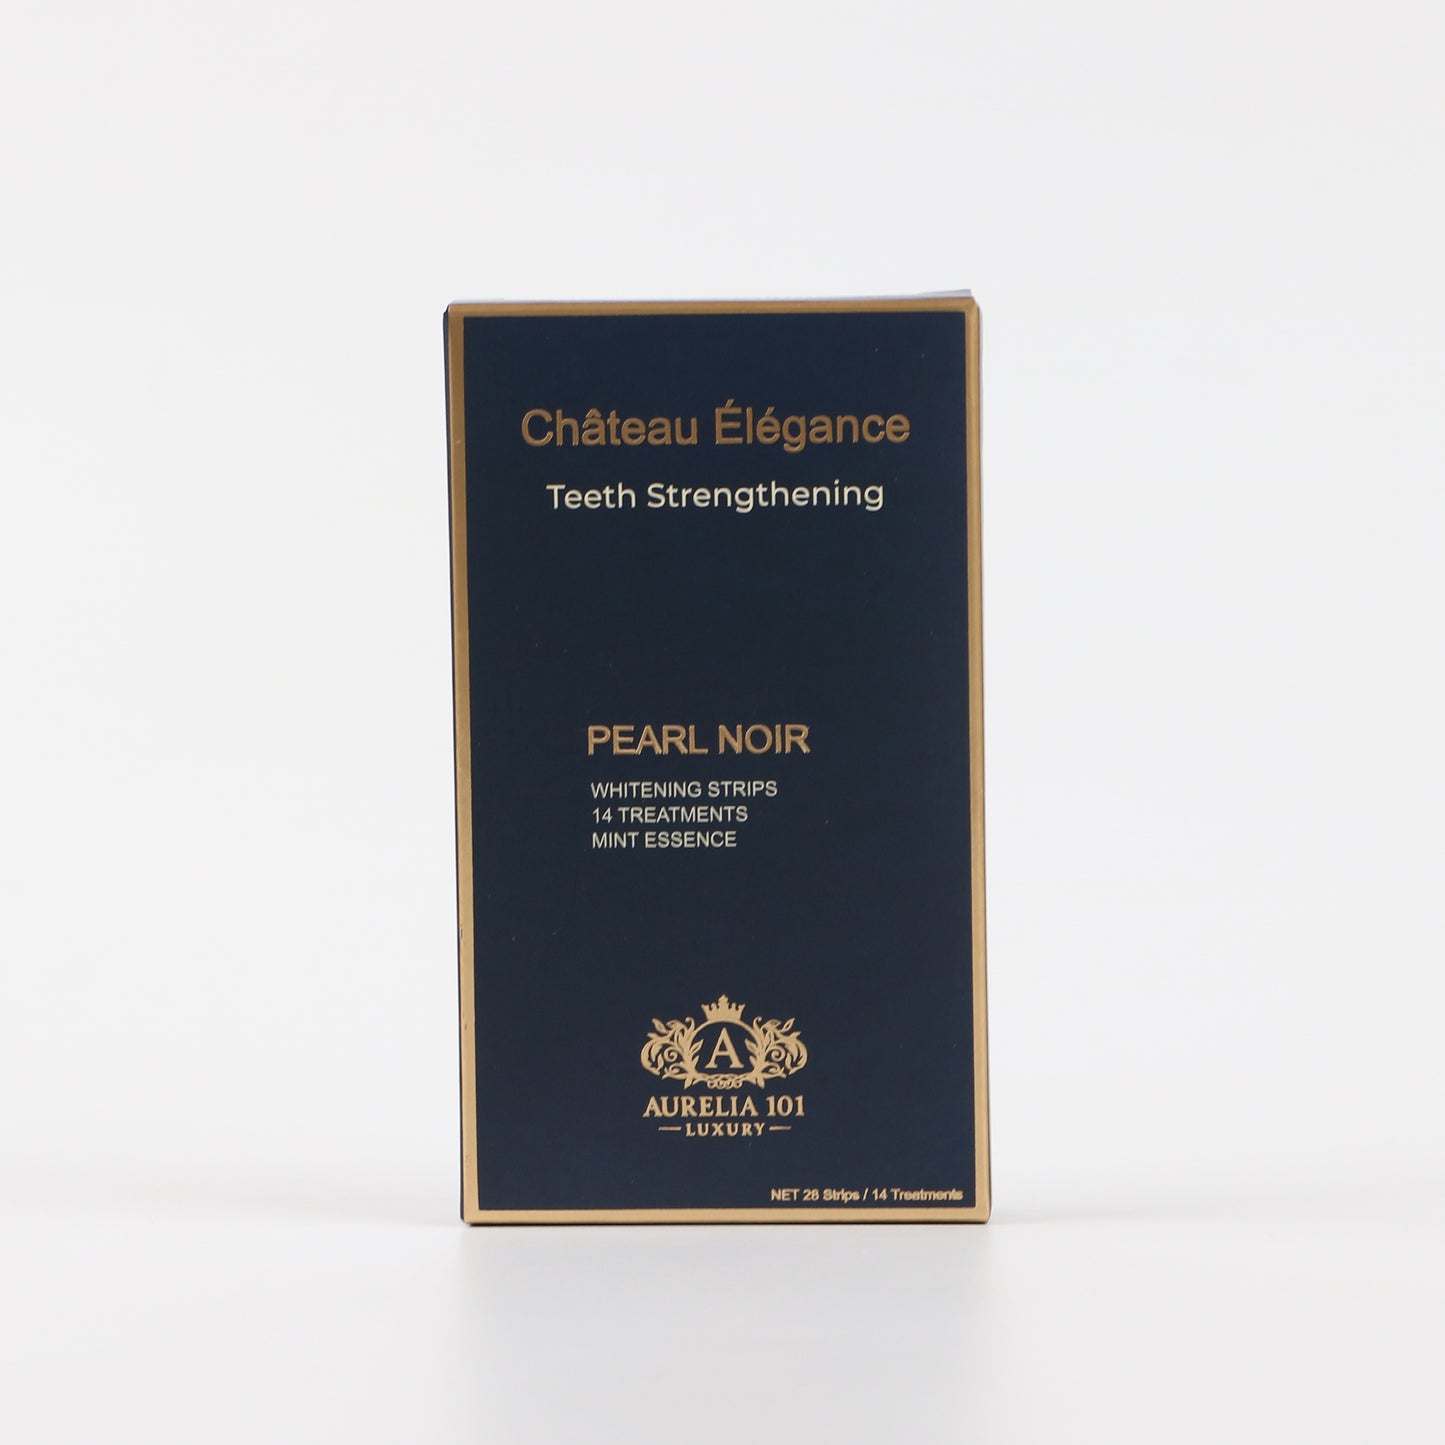 Château Élégance
Teeth Strengthening
PEARL NOIR
WHITENING STRIPS
14 TREATMENTS
MINT ESSENCE
A
AURELIA 101
LUXURY
NET 28 Strips / 14 Treatments